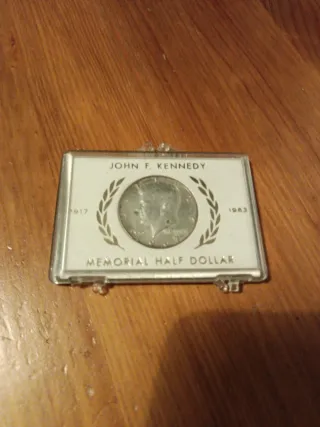 JOHN F. KENNEDY
1917 1963
MEMORIAL HALF DOLLAR